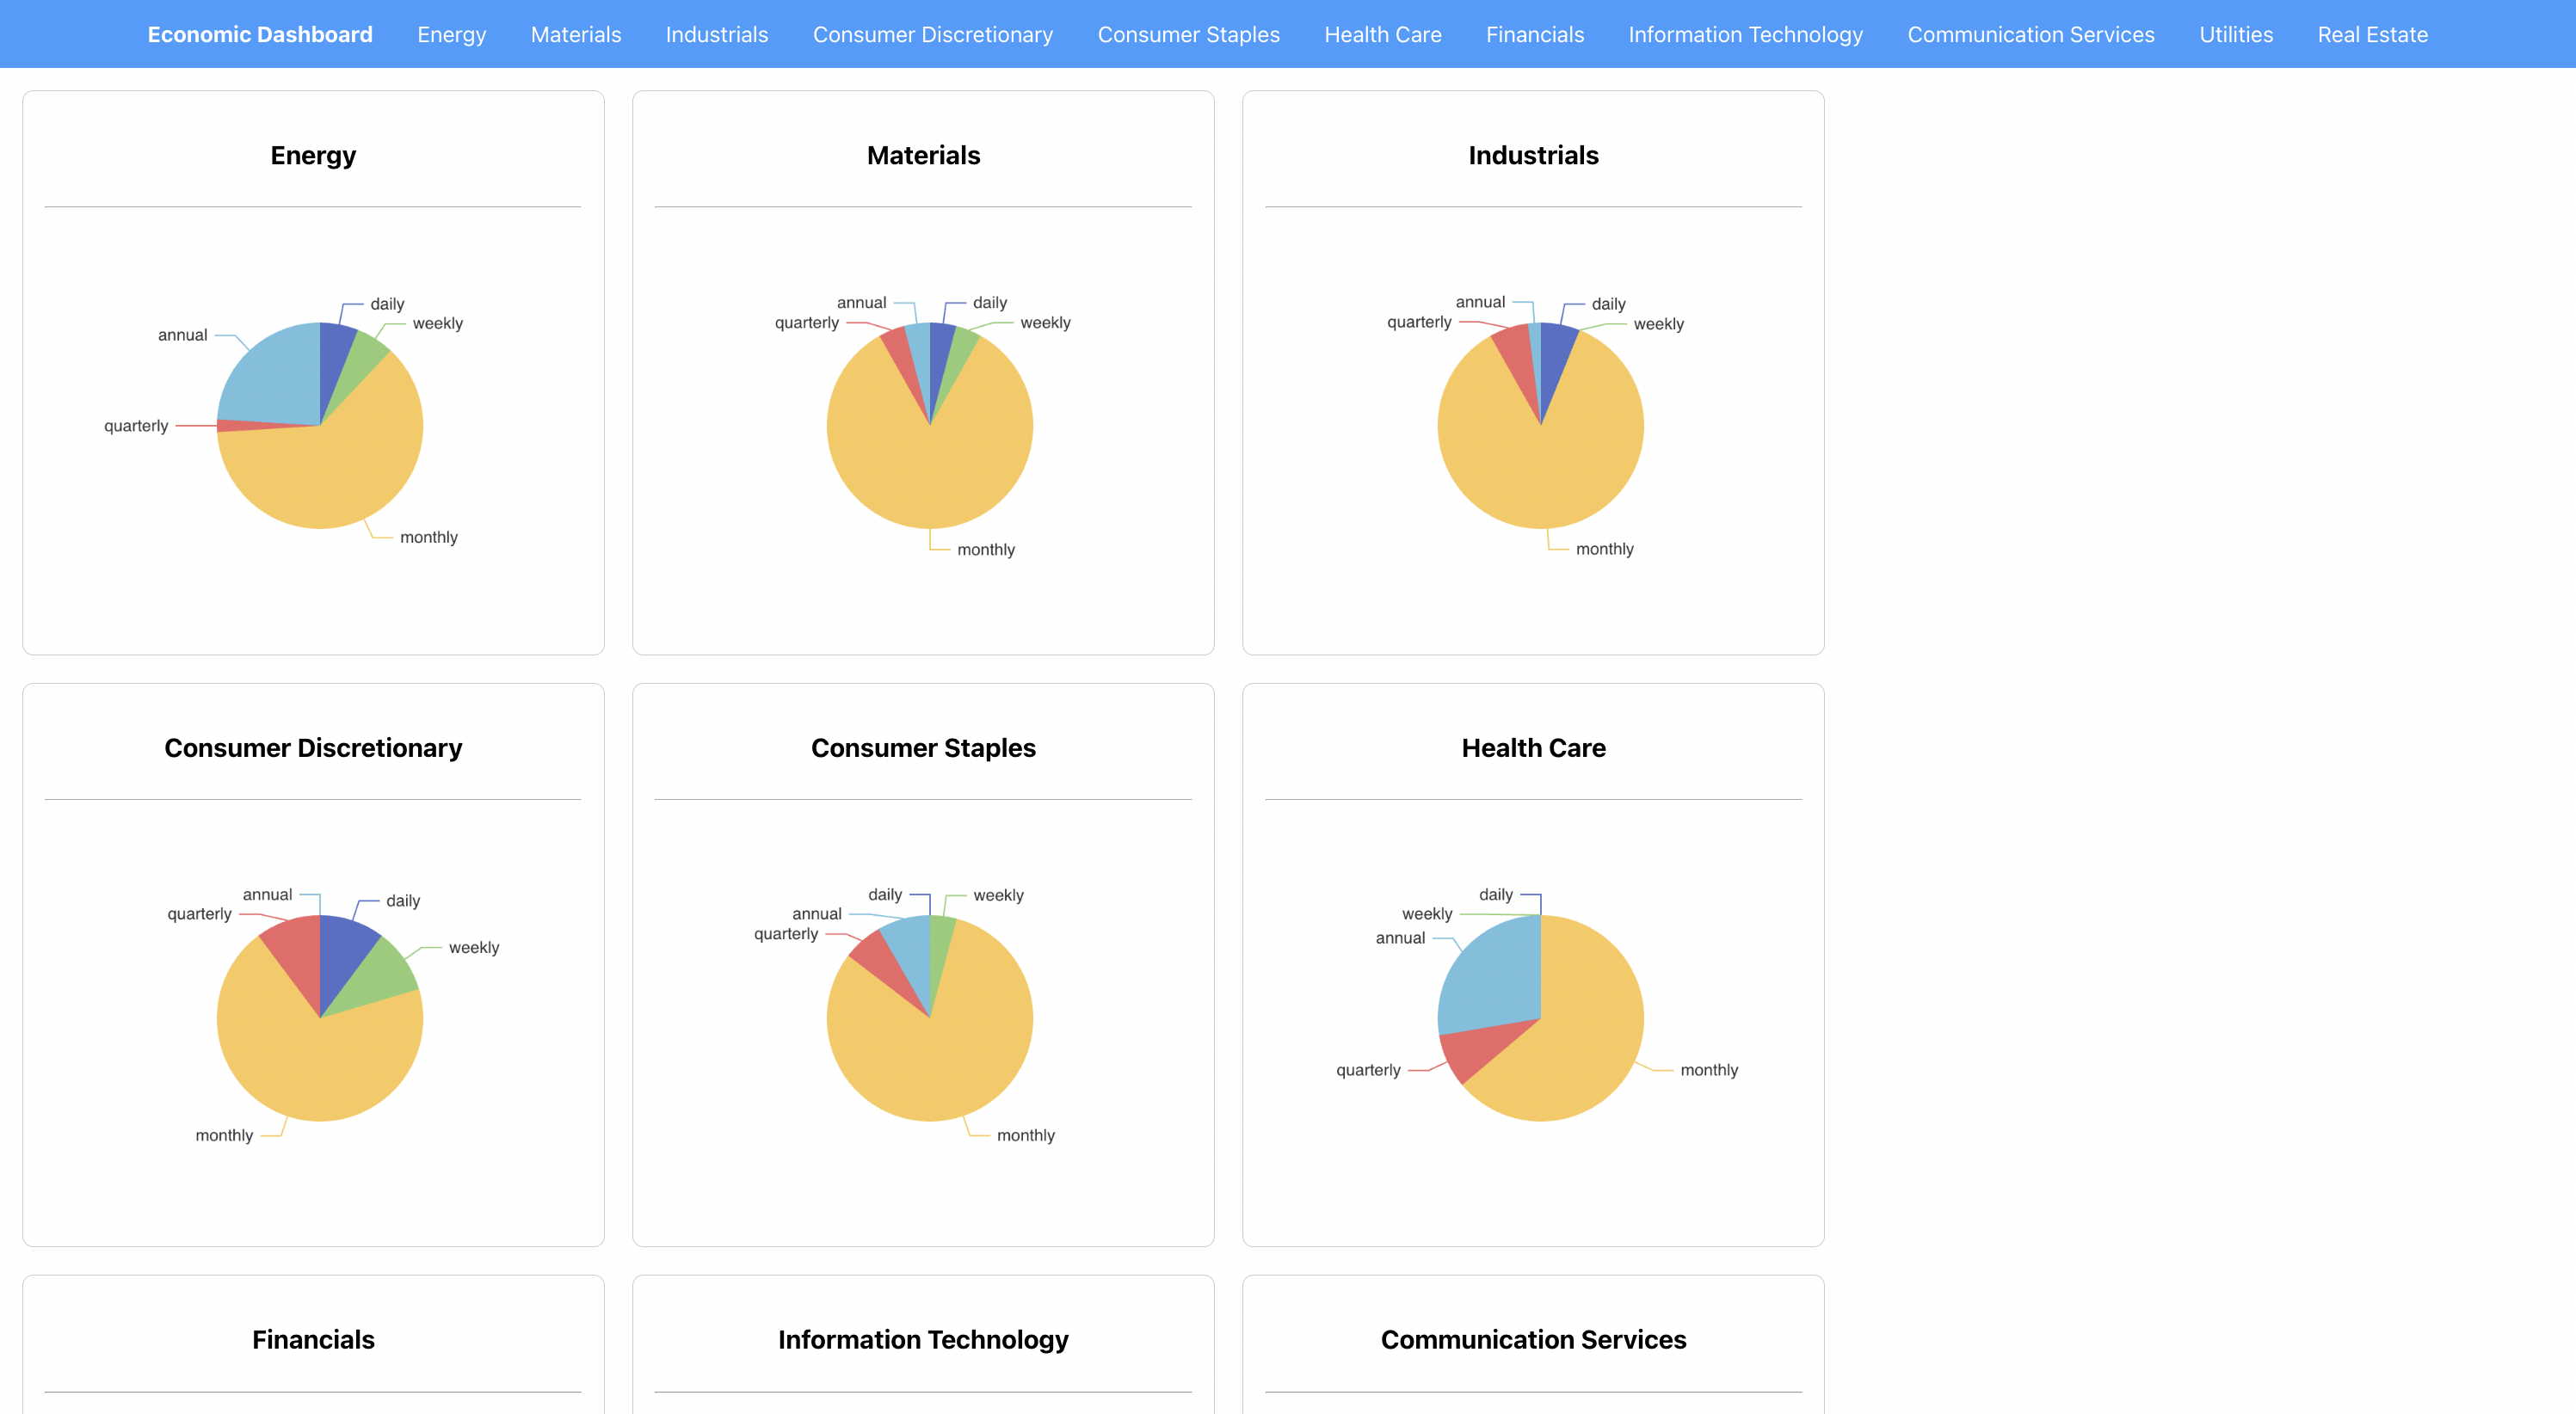 Economic Dashboard Energy Materials Industrials Consumer Discretionary Consumer Staples Health Care Financials Information Technology Communication Services Utilities Real Estate
Energy
daily
weekly
annual
quarterly
monthly
Materials
annual
daily
quarterly
weekly
monthly
Industrials
annual
daily
quarterly
weekly
monthly
Consumer Discretionary
annual
daily
quarterly
weekly
monthly
Consumer Staples
daily
weekly
annual
quarterly
monthly
Health Care
daily
weekly
annual
quarterly
monthly
Financials
Information Technology
Communication Services